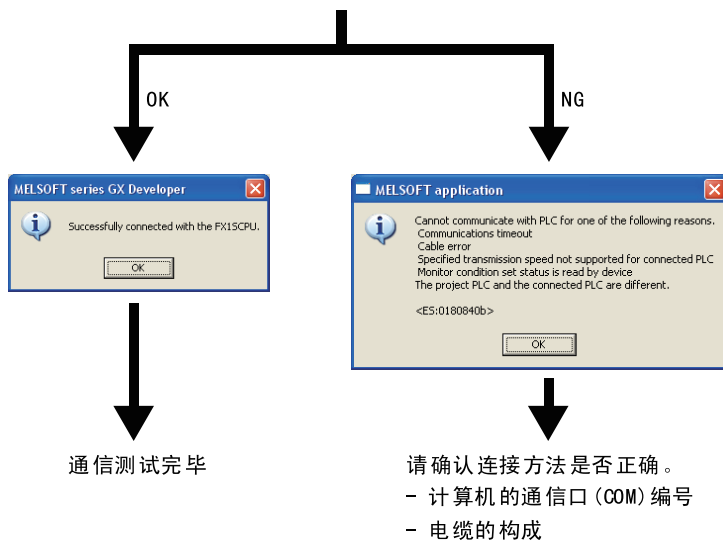 OK
NG
MELSOFT series GX Developer
Successfully connected with the FX1SCPU.
OK
MELSOFT application
Cannot communicate with PLC for one of the following reasons.
Communications timeout
Cable error
Specified transmission speed not supported for connected PLC
Monitor condition set status is read by device
The project PLC and the connected PLC are different.
<ES:0180840b>
OK
通信测试完毕
请确认连接方法是否正确。
- 计算机的通信口(COM)编号
- 电缆的构成